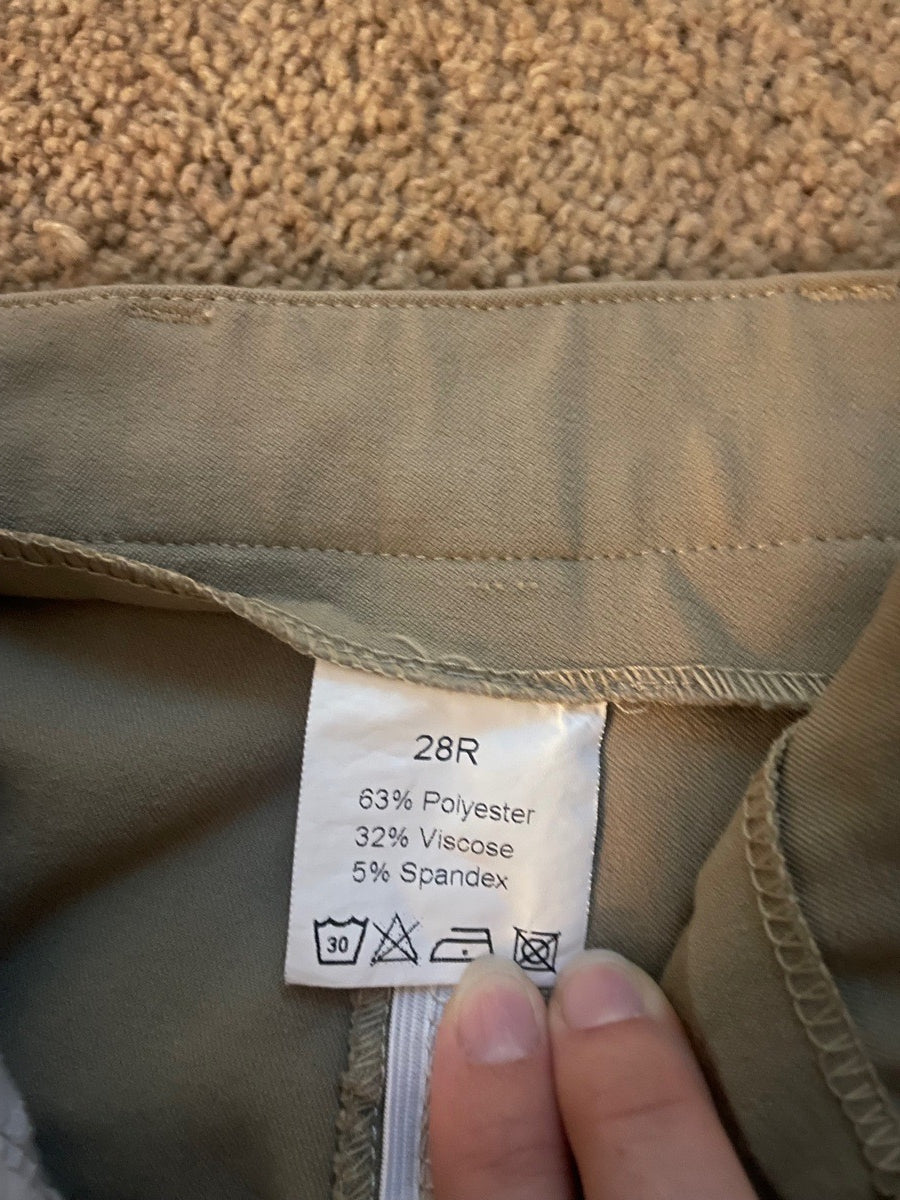 28R
63% Polyester
32% Viscose
5% Spandex
30